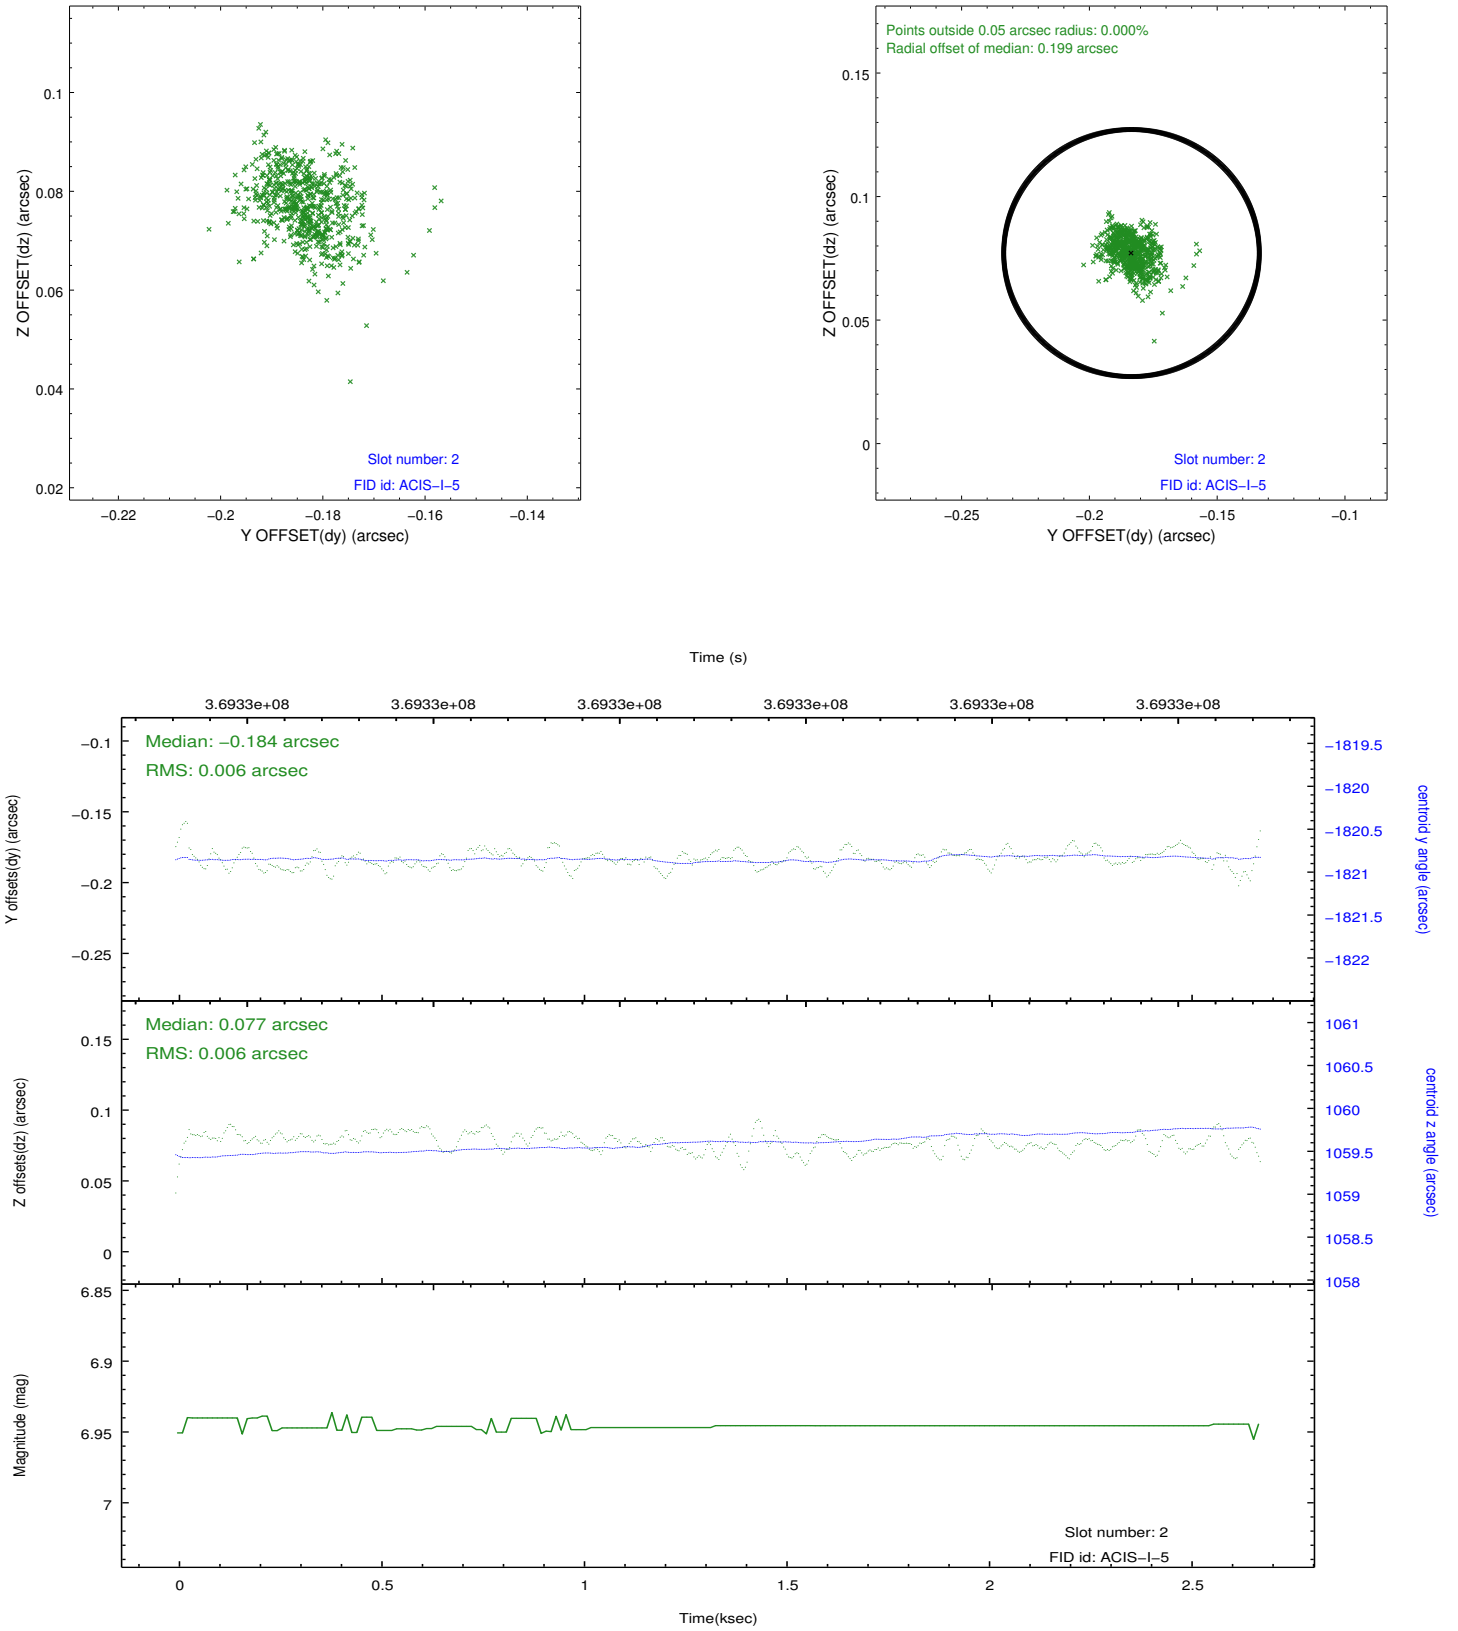 0.1
0.08
0.06
0.04
0.02
Z OFFSET(dz) (arcsec)
Slot number: 2
FID id: ACIS−I−5
−0.22
−0.2
−0.18
−0.16
−0.14
Y OFFSET(dy) (arcsec)
Points outside 0.05 arcsec radius: 0.000%
Radial offset of median: 0.199 arcsec
0.15
0.1
0.05
0
Z OFFSET(dz) (arcsec)
Slot number: 2
FID id: ACIS−I−5
−0.25
−0.2
−0.15
−0.1
Y OFFSET(dy) (arcsec)
Time (s)
3.6933e+08
3.6933e+08
3.6933e+08
3.6933e+08
3.6933e+08
3.6933e+08
Median: −0.184 arcsec
RMS: 0.006 arcsec
−0.1
−0.15
−0.2
−0.25
Y offsets(dy) (arcsec)
−1819.5
−1820
−1820.5
−1821
−1821.5
−1822
centroid y angle (arcsec)
Median: 0.077 arcsec
RMS: 0.006 arcsec
0.15
0.1
0.05
0
Z offsets(dz) (arcsec)
1061
1060.5
1060
1059.5
1059
1058.5
1058
centroid z angle (arcsec)
6.85
6.9
6.95
7
Magnitude (mag)
Slot number: 2
FID id: ACIS−I−5
0
0.5
1
1.5
2
2.5
Time(ksec)